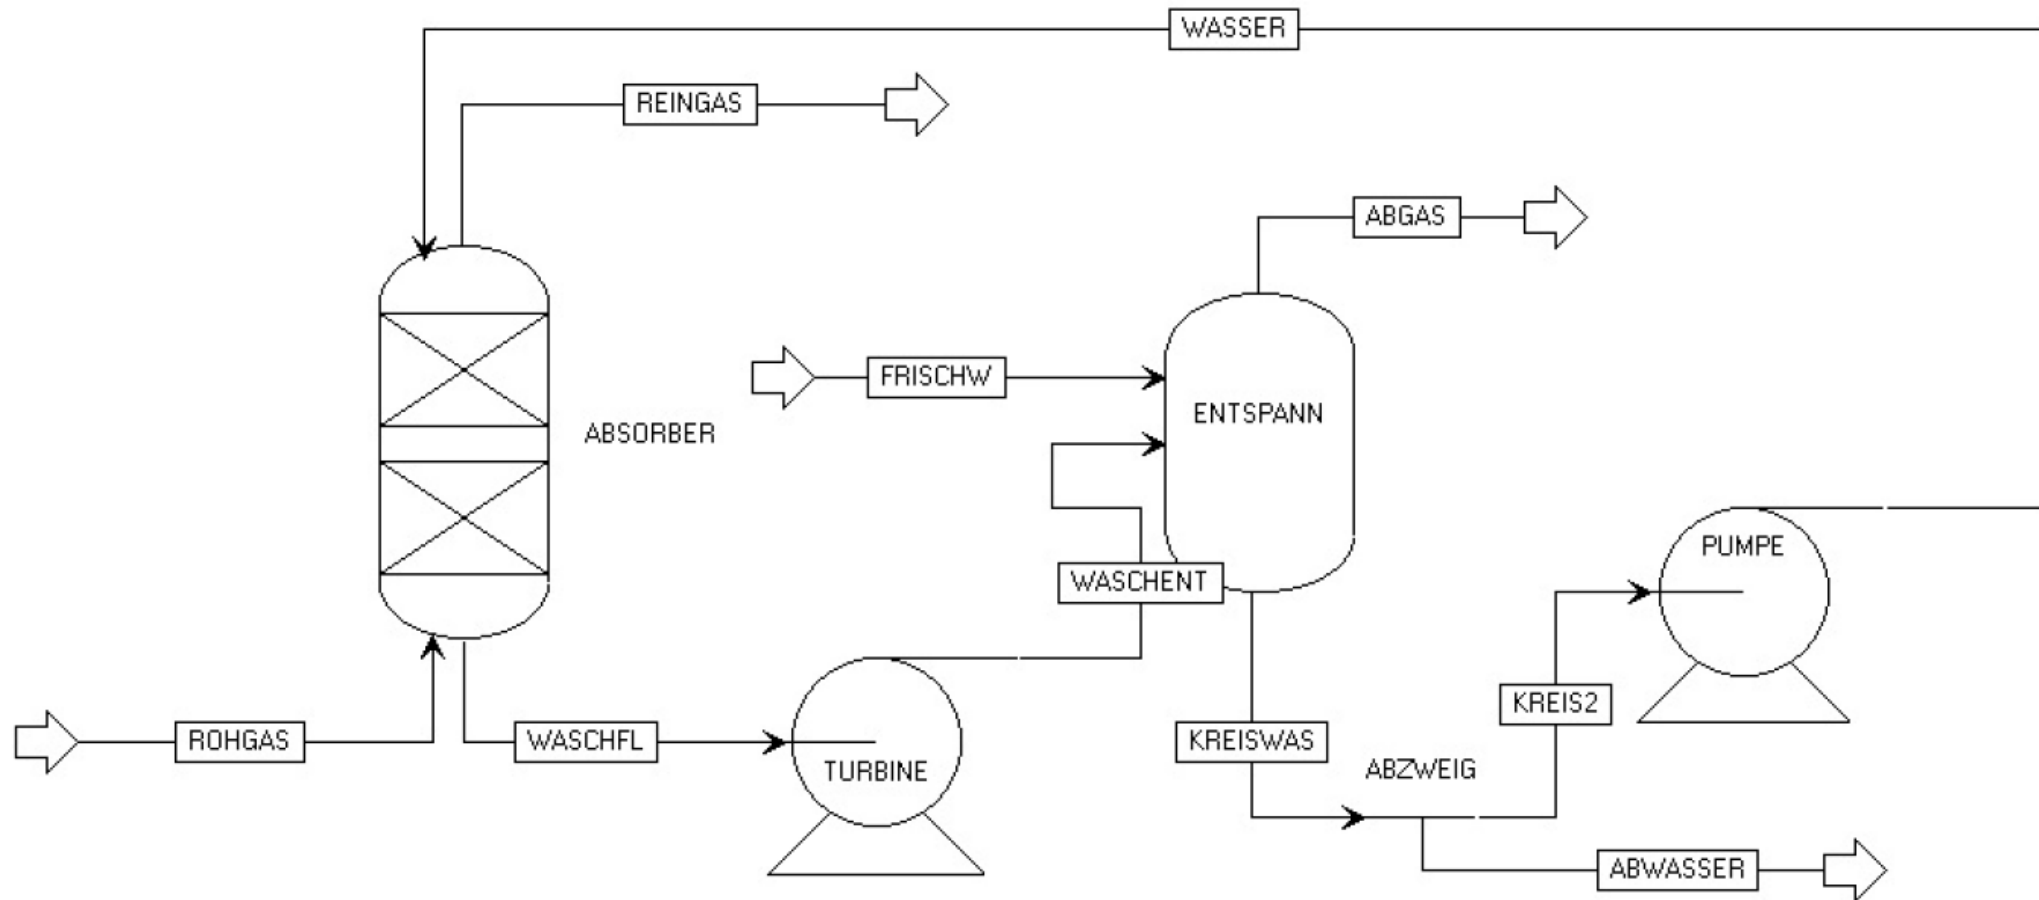 WASSER
REINGAS
ABGAS
FRISCHW
ENTSPANN
ABSORBER
PUMPE
WASCHENT
KREIS2
ROHGAS
WASCHFL
KREISWAS
TURBINE
ABZWEIG
ABWASSER